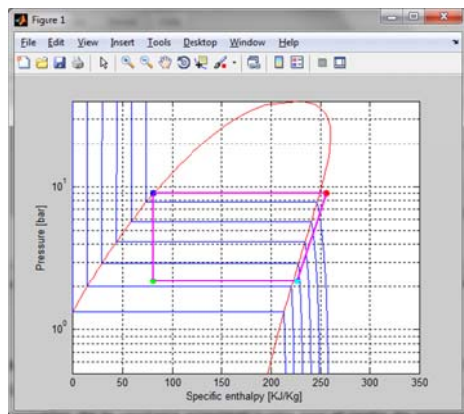 Figure 1
File Edit View Insert Tools Desktop Window Help
10¹
10⁰
Pressure [bar]
0 50 100 150 200 250 300 350
Specific enthalpy [KJ/Kg]